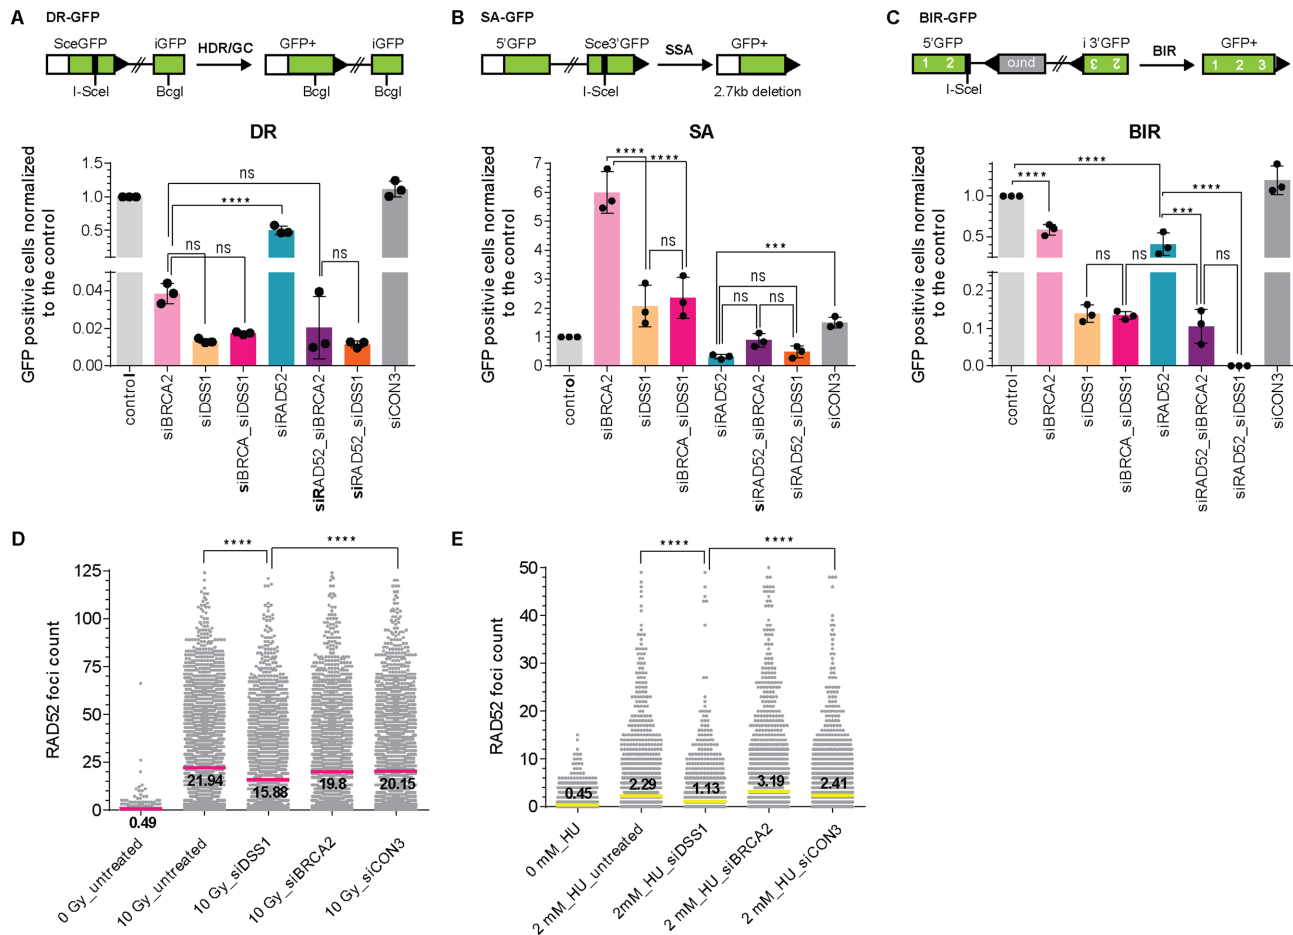 A DR-GFP
SceGFP iGFP HDR/GC GFP+ iGFP
I-SceI BcgI BcgI BcgI
DR
GFP positivie cells normalized
to the control
1.5
1.0
0.5
0.04
0.02
0.00
ns
****
ns ns ns
control
siBRCA2
siDSS1
siBRCA_siDSS1
siRAD52
siRAD52_siBRCA2
siRAD52_siDSS1
siCON3
B SA-GFP
5'GFP Sce3'GFP SSA GFP+
I-SceI 2.7kb deletion
SA
GFP positivie cells normalized
to the control
7
6
5
4
3
2
1
0
****
****
ns
***
ns
ns ns
control
siBRCA2
siDSS1
siBRCA_siDSS1
siRAD52
siRAD52_siBRCA2
siRAD52_siDSS1
siCON3
C BIR-GFP
5'GFP i 3'GFP BIR GFP+
1 2 puro 3 2 1 2 3
I-SceI
BIR
GFP positivie cells normalized
to the control
1.0
0.5
0.2
0.1
0.0
****
****
****
***
ns ns ns
control
siBRCA2
siDSS1
siBRCA_siDSS1
siRAD52
siRAD52_siBRCA2
siRAD52_siDSS1
siCON3
D
RAD52 foci count
125
100
75
50
25
0
**** ****
0.49
21.94
15.88
19.8
20.15
0 Gy_untreated
10 Gy_untreated
10 Gy_siDSS1
10 Gy_siBRCA2
10 Gy_siCON3
E
RAD52 foci count
50
40
30
20
10
0
**** ****
0.45
2.29
1.13
3.19
2.41
0 mM_HU
2 mM_HU_untreated
2mM_HU_siDSS1
2 mM_HU_siBRCA2
2 mM_HU_siCON3